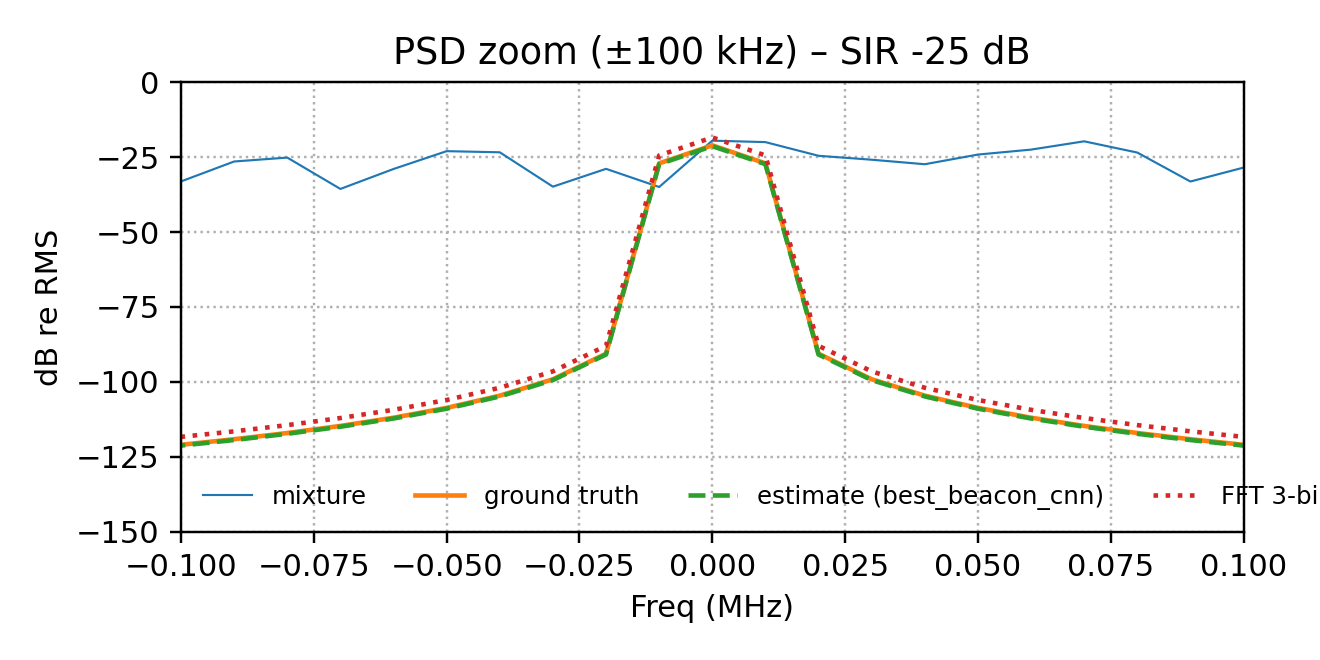 PSD zoom (±100 kHz) – SIR -25 dB
0
−25
−50
−75
−100
−125
−150
dB re RMS
mixture ground truth estimate (best_beacon_cnn) FFT 3-bi
−0.100 −0.075 −0.050 −0.025 0.000 0.025 0.050 0.075 0.100
Freq (MHz)